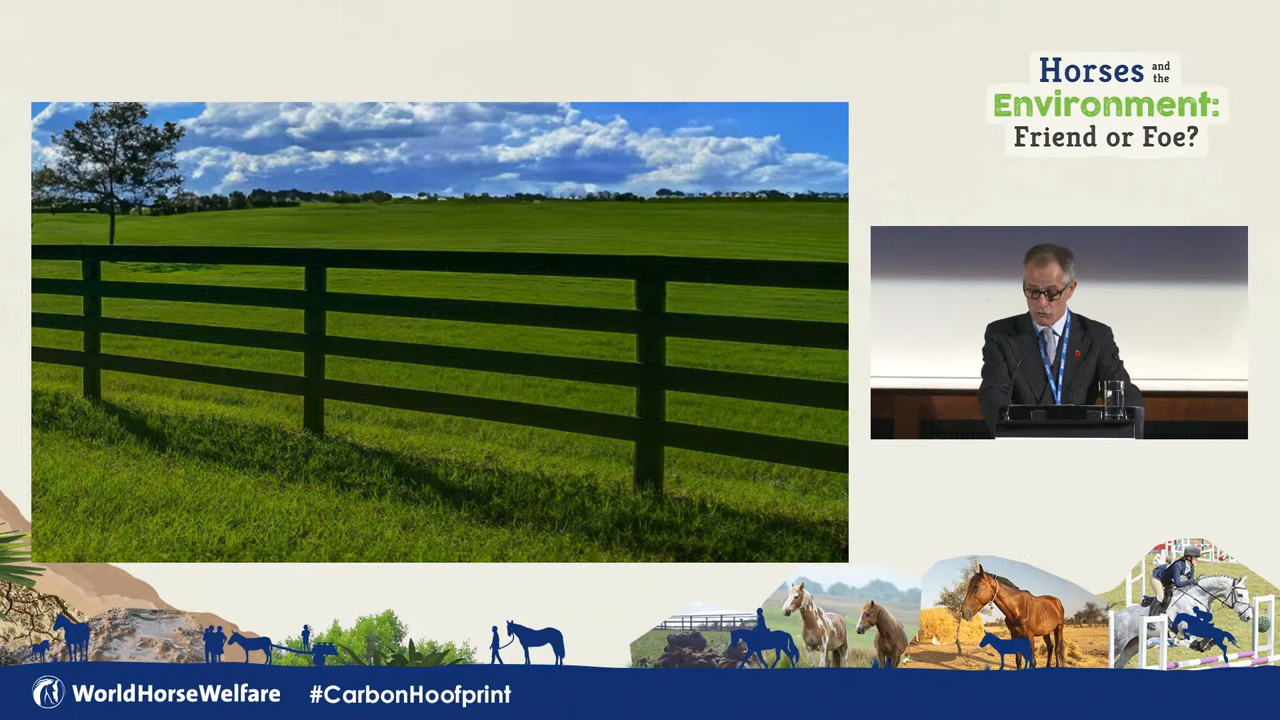 Horses and the
Environment:
Friend or Foe?
WorldHorseWelfare #CarbonHoofprint